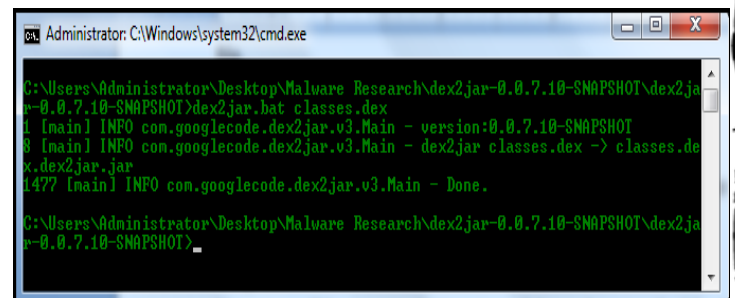 Administrator: C:\Windows\system32\cmd.exe
C:\Users\Administrator\Desktop\Malware Research\dex2jar-0.0.7.10-SNAPSHOT\dex2ja
r-0.0.7.10-SNAPSHOT>dex2jar.bat classes.dex
1 [main] INFO com.googlecode.dex2jar.v3.Main - version:0.0.7.10-SNAPSHOT
8 [main] INFO com.googlecode.dex2jar.v3.Main - dex2jar classes.dex -> classes.de
x.dex2jar.jar
1477 [main] INFO com.googlecode.dex2jar.v3.Main - Done.
C:\Users\Administrator\Desktop\Malware Research\dex2jar-0.0.7.10-SNAPSHOT\dex2ja
r-0.0.7.10-SNAPSHOT>_